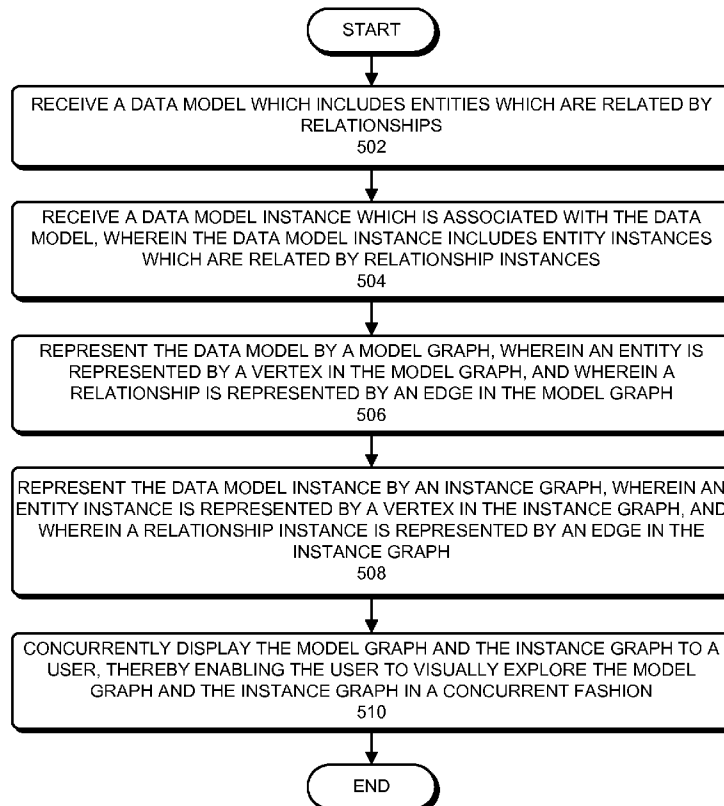 START
RECEIVE A DATA MODEL WHICH INCLUDES ENTITIES WHICH ARE RELATED BY
RELATIONSHIPS
502
RECEIVE A DATA MODEL INSTANCE WHICH IS ASSOCIATED WITH THE DATA
MODEL, WHEREIN THE DATA MODEL INSTANCE INCLUDES ENTITY INSTANCES
WHICH ARE RELATED BY RELATIONSHIP INSTANCES
504
REPRESENT THE DATA MODEL BY A MODEL GRAPH, WHEREIN AN ENTITY IS
REPRESENTED BY A VERTEX IN THE MODEL GRAPH, AND WHEREIN A
RELATIONSHIP IS REPRESENTED BY AN EDGE IN THE MODEL GRAPH
506
REPRESENT THE DATA MODEL INSTANCE BY AN INSTANCE GRAPH, WHEREIN AN
ENTITY INSTANCE IS REPRESENTED BY A VERTEX IN THE INSTANCE GRAPH, AND
WHEREIN A RELATIONSHIP INSTANCE IS REPRESENTED BY AN EDGE IN THE
INSTANCE GRAPH
508
CONCURRENTLY DISPLAY THE MODEL GRAPH AND THE INSTANCE GRAPH TO A
USER, THEREBY ENABLING THE USER TO VISUALLY EXPLORE THE MODEL
GRAPH AND THE INSTANCE GRAPH IN A CONCURRENT FASHION
510
END